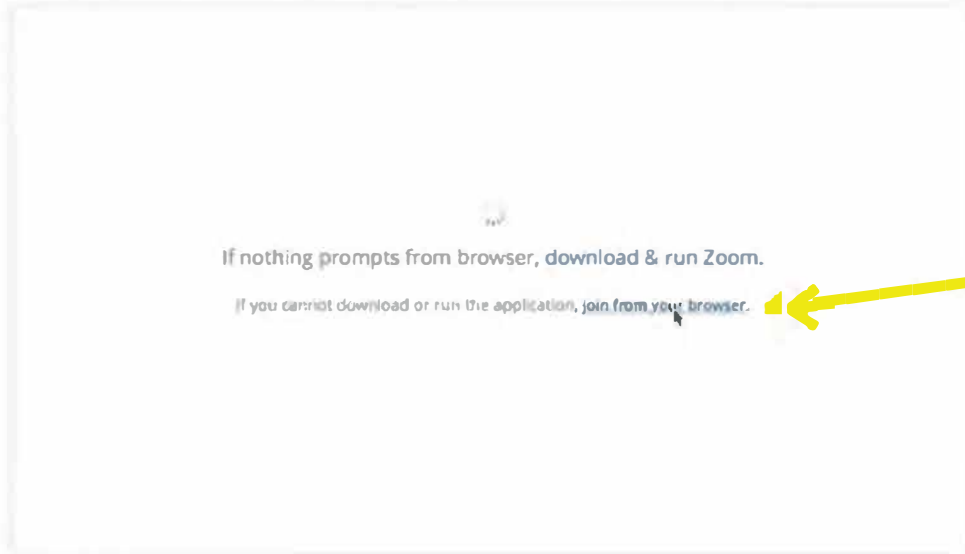 If nothing prompts from browser, download & run Zoom.
If you cannot download or run the application, join from your browser.